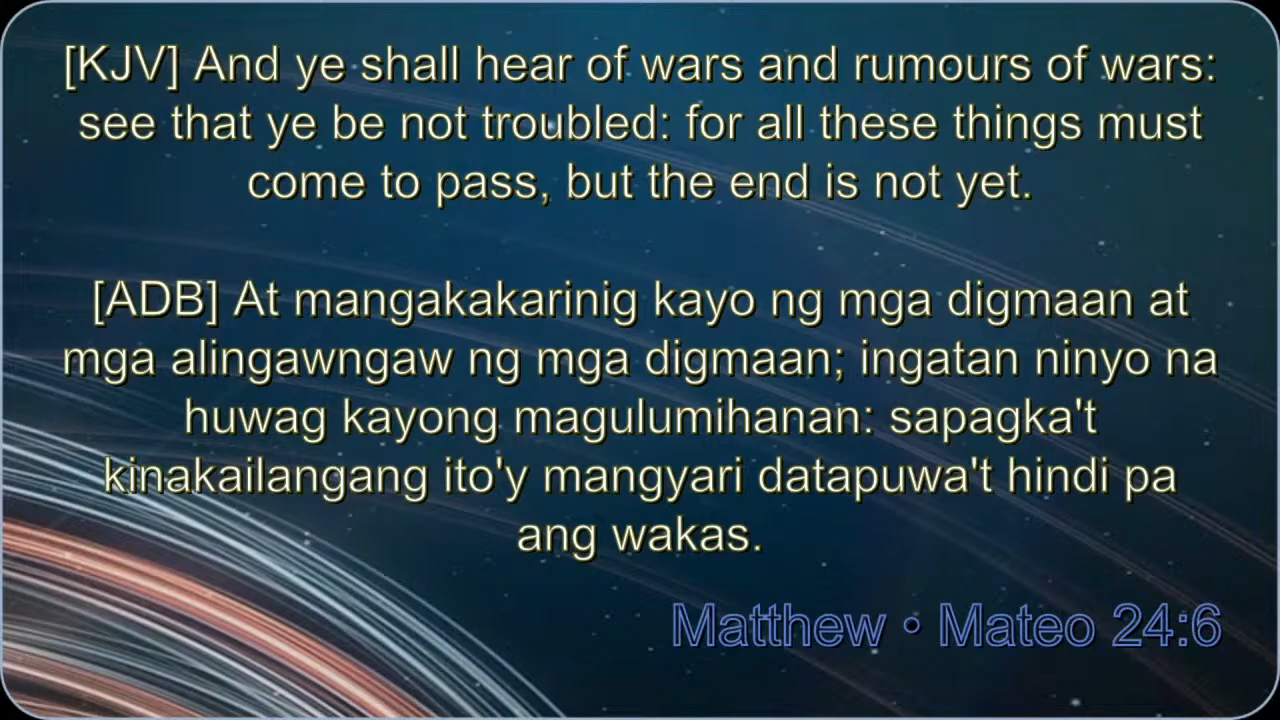 [KJV] And ye shall hear of wars and rumours of wars:
see that ye be not troubled: for all these things must
come to pass, but the end is not yet.
[ADB] At mangakakarinig kayo ng mga digmaan at
mga alingawngaw ng mga digmaan; ingatan ninyo na
huwag kayong magulumihanan: sapagka't
kinakailangang ito'y mangyari datapuwa't hindi pa
ang wakas.
Matthew • Mateo 24:6